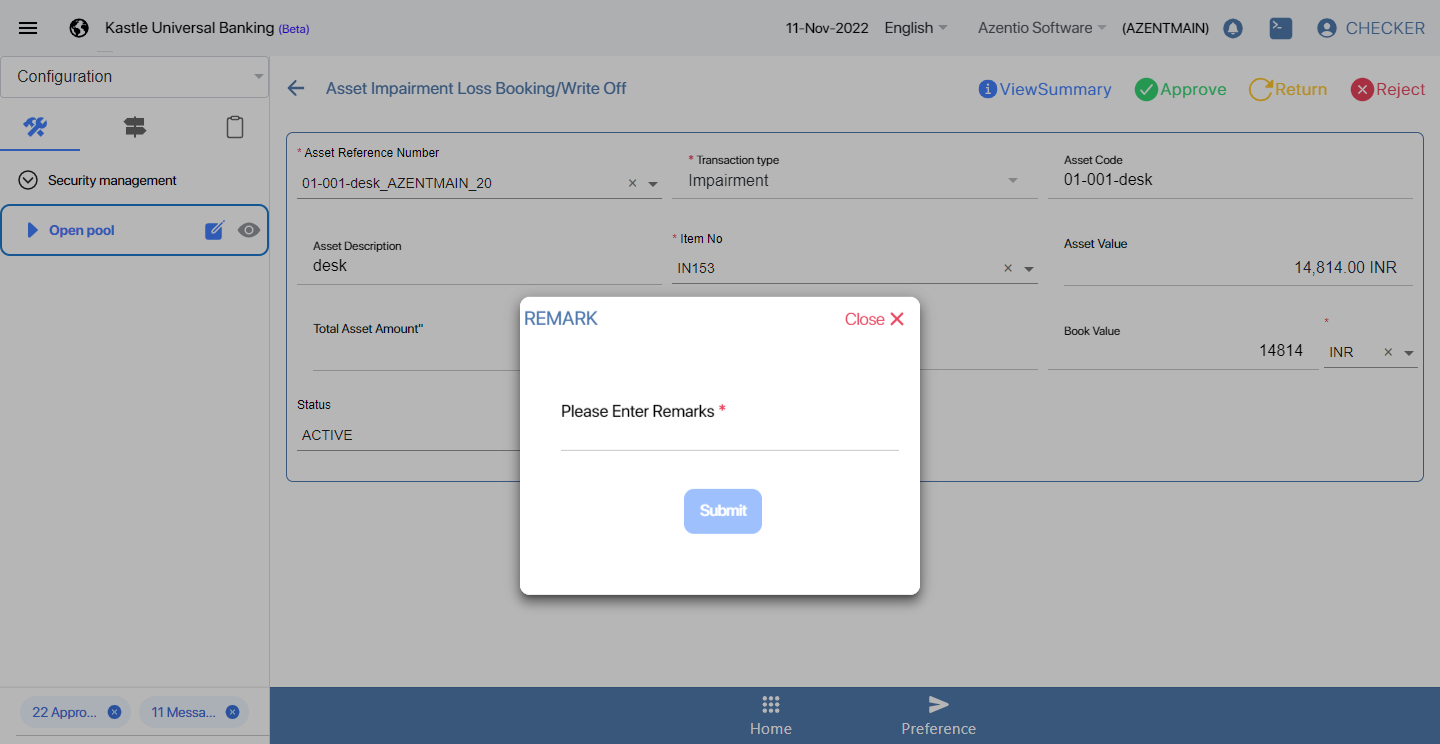 Kastle Universal Banking (Beta)
11-Nov-2022
English
Azentio Software
(AZENTMAIN)
CHECKER
Configuration
Security management
Open pool
Asset Impairment Loss Booking/Write Off
ViewSummary
Approve
Return
Reject
* Asset Reference Number
01-001-desk_AZENTMAIN_20
* Transaction type
Impairment
Asset Code
01-001-desk
Asset Description
desk
* Item No
IN153
Asset Value
14,814.00 INR
Total Asset Amount"
Book Value
14814
*
INR
Status
ACTIVE
REMARK
Close
Please Enter Remarks *
Submit
22 Appro...
11 Messa...
Home
Preference